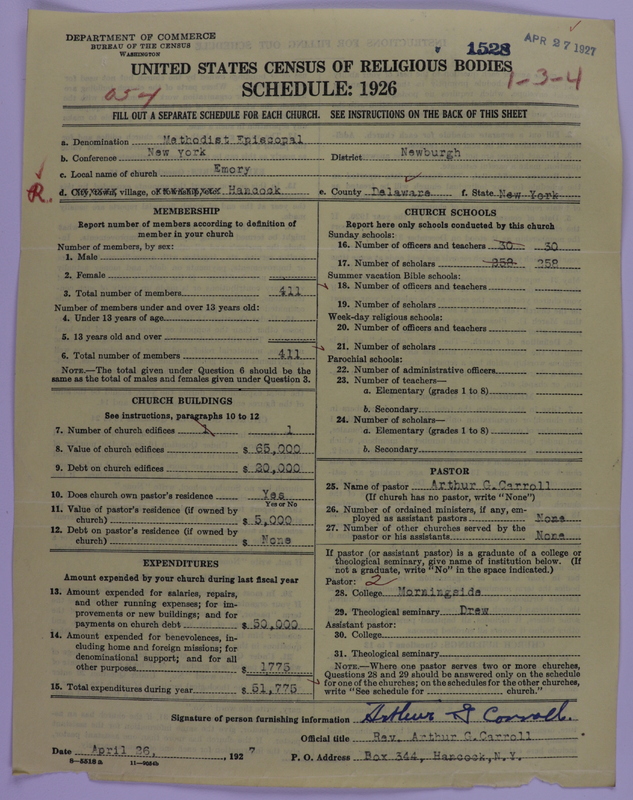 DEPARTMENT OF COMMERCE
BUREAU OF THE CENSUS
WASHINGTON
1528
APR 27 1927
UNITED STATES CENSUS OF RELIGIOUS BODIES
1-3-4
SCHEDULE: 1926
054
FILL OUT A SEPARATE SCHEDULE FOR EACH CHURCH. SEE INSTRUCTIONS ON THE BACK OF THIS SHEET
a. Denomination Methodist Episcopal
b. Conference New York District Newburgh
c. Local name of church Emory
R. d. City, town, village, or township, etc. Hancock e. County Delaware f. State New York
MEMBERSHIP
Report number of members according to definition of
member in your church
Number of members, by sex:
1. Male
2. Female
3. Total number of members 411
Number of members under and over 13 years old:
4. Under 13 years of age
5. 13 years old and over
6. Total number of members 411
NOTE.—The total given under Question 6 should be
same as the total of males and females given under Question 3.
CHURCH BUILDINGS
See instructions, paragraphs 10 to 12
7. Number of church edifices 1 1
8. Value of church edifices $ 65,000
9. Debt on church edifices $ 20,000
10. Does church own pastor's residence Yes
Yes or No
11. Value of pastor's residence (if owned by
church) $ 5,000
12. Debt on pastor's residence (if owned by
church) $ None
EXPENDITURES
Amount expended by your church during last fiscal year
13. Amount expended for salaries, repairs,
and other running expenses; for im-
provements or new buildings; and for
payments on church debt $ 50,000
14. Amount expended for benevolences, in-
cluding home and foreign missions; for
denominational support; and for all
other purposes $ 1775
15. Total expenditures during year $ 51,775
CHURCH SCHOOLS
Report here only schools conducted by this church
Sunday schools:
16. Number of officers and teachers 30 30
17. Number of scholars 258 258
Summer vacation Bible schools:
18. Number of officers and teachers
19. Number of scholars
Week-day religious schools:
20. Number of officers and teachers
21. Number of scholars
Parochial schools:
22. Number of administrative officers
23. Number of teachers—
a. Elementary (grades 1 to 8)
b. Secondary
24. Number of scholars—
a. Elementary (grades 1 to 8)
b. Secondary
PASTOR
25. Name of pastor Arthur G.Carroll
(If church has no pastor, write "None")
26. Number of ordained ministers, if any, em-
ployed as assistant pastors None
27. Number of other churches served by the
pastor or his assistants None
If pastor (or assistant pastor) is a graduate of a college or
theological seminary, give name of institution below. (If
not a graduate, write "No" in the space indicated.)
Pastor: 2
28. College Morningside
29. Theological seminary Drew
Assistant pastor:
30. College
31. Theological seminary
NOTE.—Where one pastor serves two or more churches,
Questions 28 and 29 should be answered only on the schedule
for one of the churches; on the schedules for the other churches,
write "See schedule for church."
Signature of person furnishing information Arthur G Carroll.
Official title Rev. Arthur G.Carroll
Date April 26, 1927 P. O. Address Box 344, Hancock,N.Y.
8—5518 a